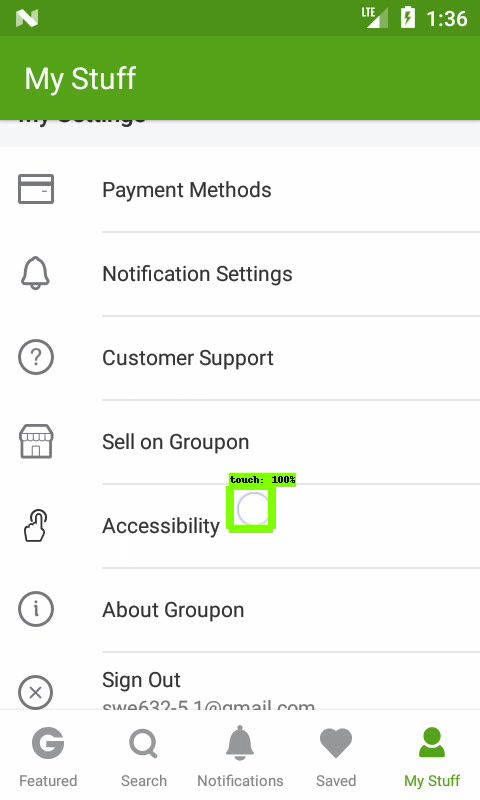 LTE 1:36
My Stuff
My Settings
Payment Methods
Notification Settings
Customer Support
Sell on Groupon
touch: 100%
Accessibility
About Groupon
Sign Out
swe632-5.1@gmail.com
Featured Search Notifications Saved My Stuff